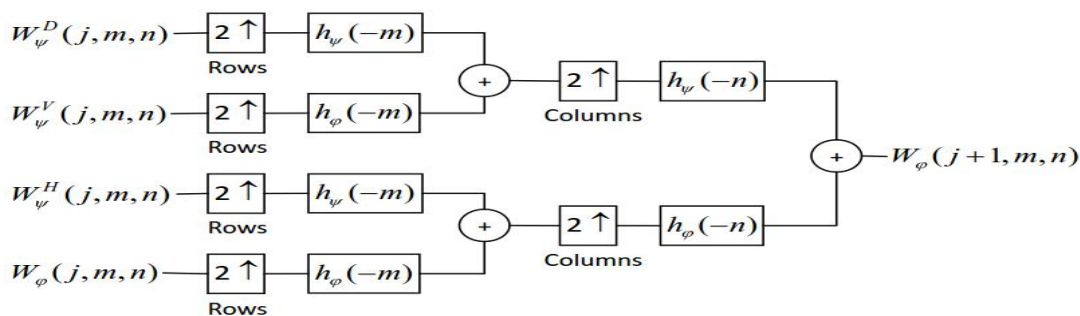 W_ψ^D(j, m, n) 2↑ h_ψ(−m)
Rows
+ 2↑ h_ψ(−n)
W_ψ^V(j, m, n) 2↑ h_φ(−m) Columns
Rows
+ W_φ(j+1, m, n)
W_ψ^H(j, m, n) 2↑ h_ψ(−m)
Rows
+ 2↑ h_φ(−n)
Columns
W_φ(j, m, n) 2↑ h_φ(−m)
Rows